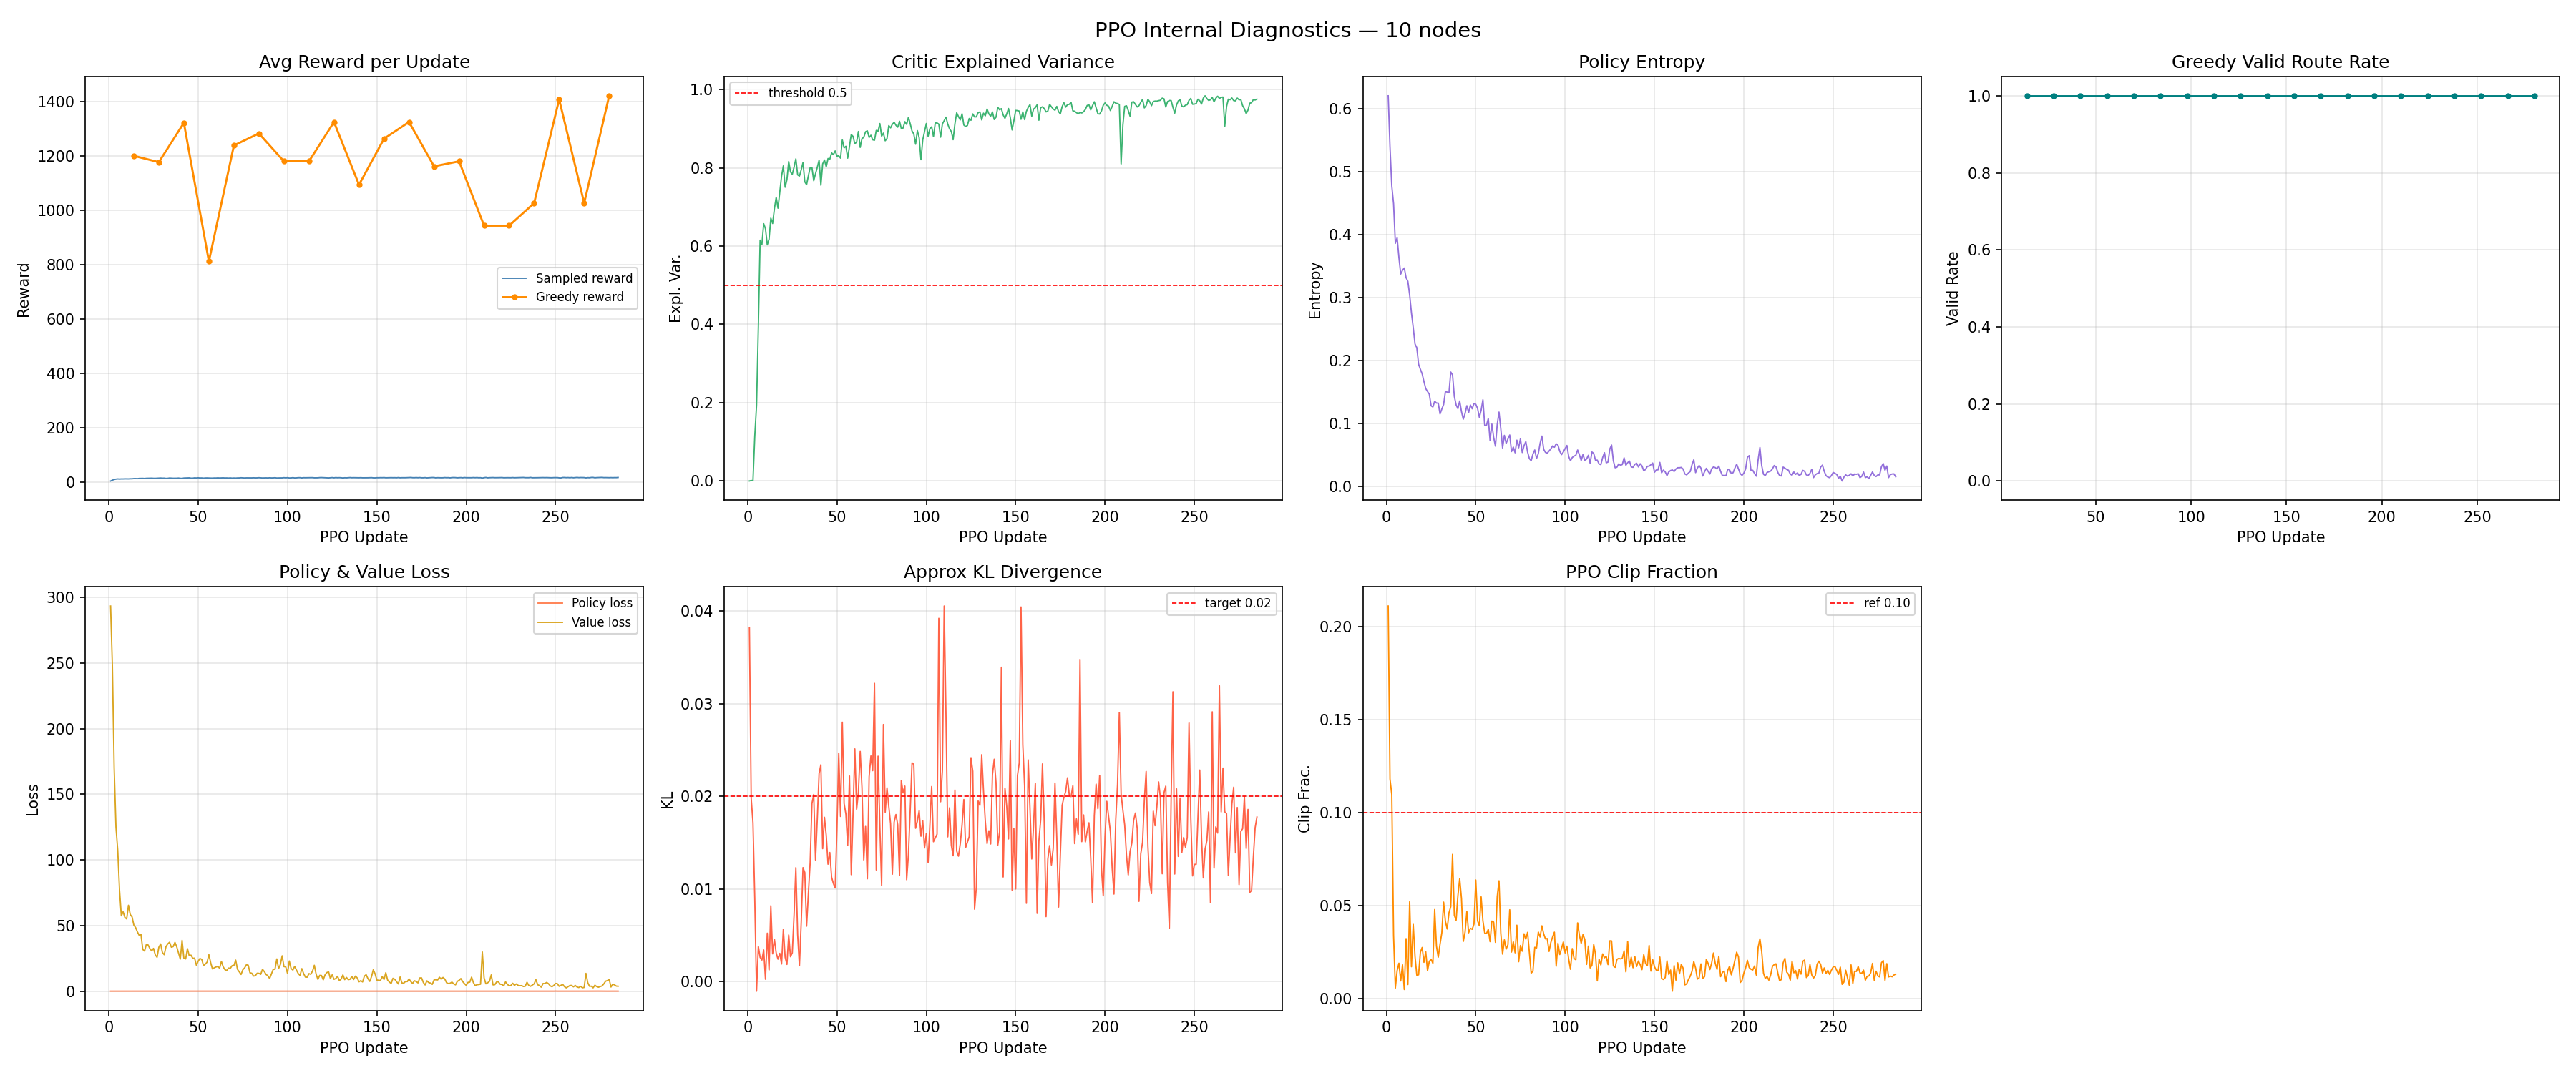 PPO Internal Diagnostics — 10 nodes
Avg Reward per Update
Reward
1400
1200
1000
800
600
400
200
0
Sampled reward
Greedy reward
0 50 100 150 200 250
PPO Update
Critic Explained Variance
Expl. Var.
1.0
0.8
0.6
0.4
0.2
0.0
threshold 0.5
0 50 100 150 200 250
PPO Update
Policy Entropy
Entropy
0.6
0.5
0.4
0.3
0.2
0.1
0.0
0 50 100 150 200 250
PPO Update
Greedy Valid Route Rate
Valid Rate
1.0
0.8
0.6
0.4
0.2
0.0
50 100 150 200 250
PPO Update
Policy & Value Loss
Loss
300
250
200
150
100
50
0
Policy loss
Value loss
0 50 100 150 200 250
PPO Update
Approx KL Divergence
KL
0.04
0.03
0.02
0.01
0.00
target 0.02
0 50 100 150 200 250
PPO Update
PPO Clip Fraction
Clip Frac.
0.20
0.15
0.10
0.05
0.00
ref 0.10
0 50 100 150 200 250
PPO Update